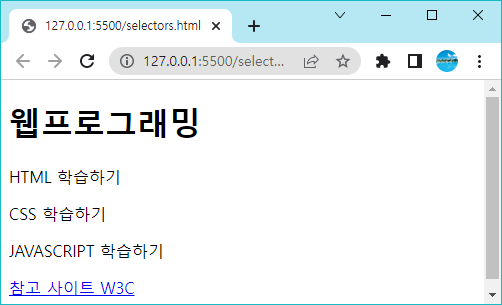 127.0.0.1:5500/selectors.html
127.0.0.1:5500/select...
웹프로그래밍
HTML 학습하기
CSS 학습하기
JAVASCRIPT 학습하기
참고 사이트 W3C